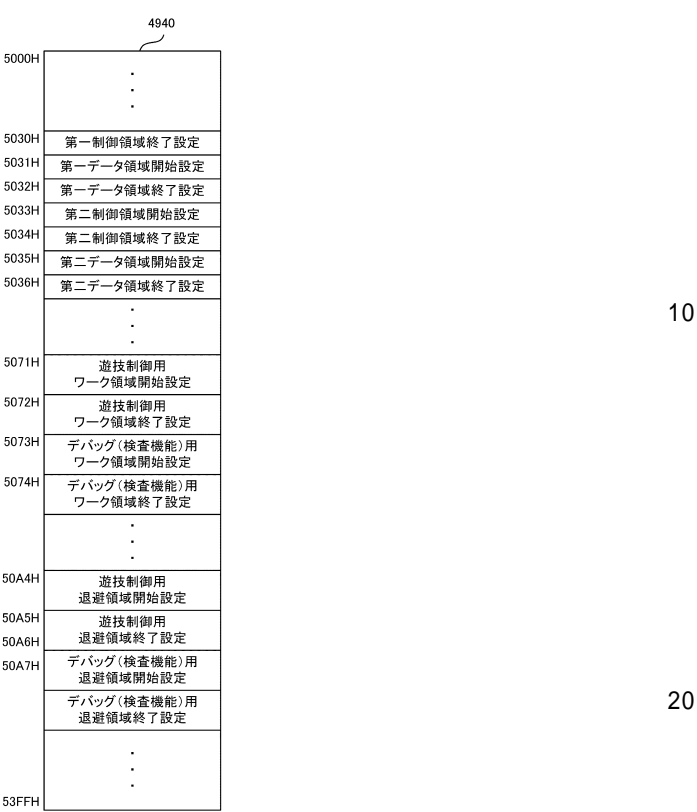 4940
5000H
5030H 第一制御領域終了設定
5031H 第一データ領域開始設定
5032H 第一データ領域終了設定
5033H 第二制御領域開始設定
5034H 第二制御領域終了設定
5035H 第二データ領域開始設定
5036H 第二データ領域終了設定
10
5071H 遊技制御用
ワーク領域開始設定
5072H 遊技制御用
ワーク領域終了設定
5073H デバッグ(検査機能)用
ワーク領域開始設定
5074H デバッグ(検査機能)用
ワーク領域終了設定
50A4H 遊技制御用
退避領域開始設定
50A5H 遊技制御用
50A6H 退避領域終了設定
50A7H デバッグ(検査機能)用
退避領域開始設定
20
デバッグ(検査機能)用
退避領域終了設定
53FFH